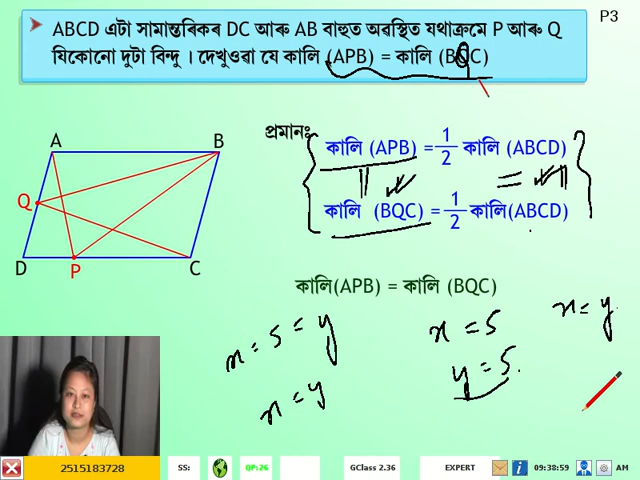 P3
ABCD এটা সামান্তৰিকৰ DC আৰু AB বাহুত অৱস্থিত যথাক্ৰমে P আৰু Q
যিকোনো দুটা বিন্দু । দেখুওৱা যে কালি (APB) = কালি (BQC)
প্ৰমানঃ
কালি (APB) = 1/2 কালি (ABCD)
কালি (BQC) = 1/2 কালি(ABCD)
A B
Q
D P C
কালি(APB) = কালি (BQC)
x = 5 = y
x = y
x = 5
y = 5.
x = y
2515183728 SS: QP:26 GClass 2.36 EXPERT 09:38:59 AM